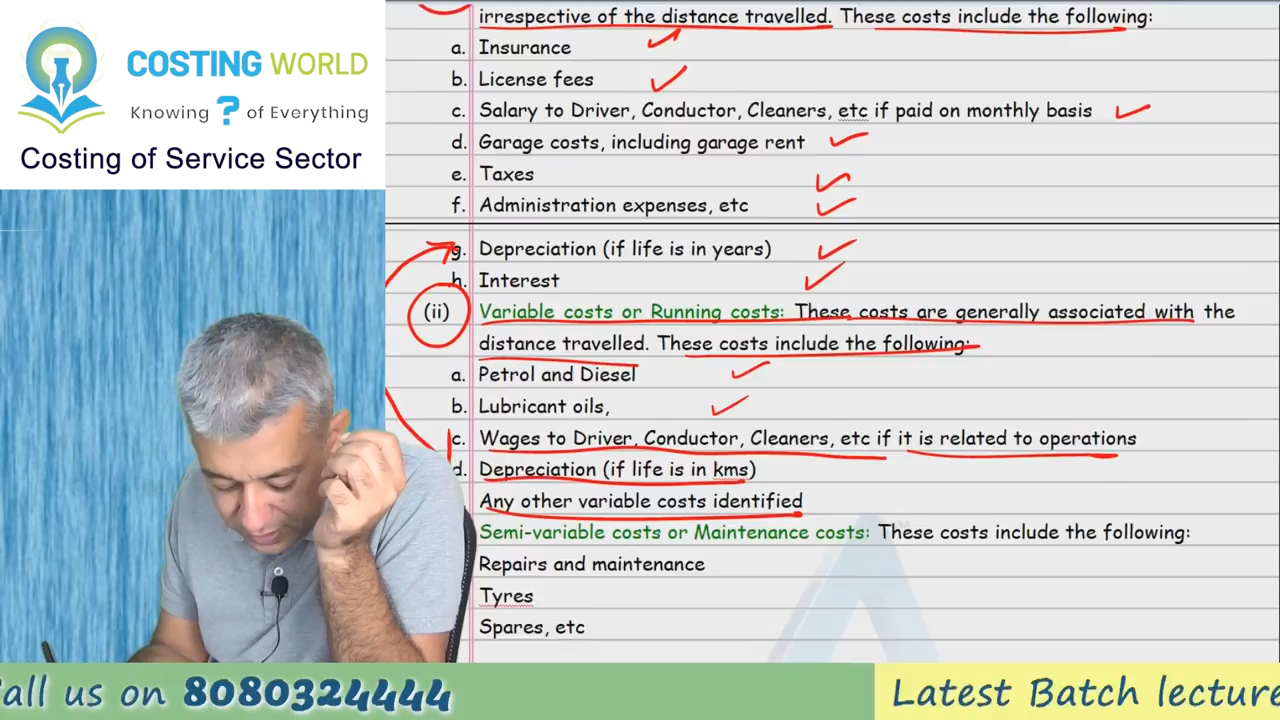 COSTING WORLD
Knowing ? of Everything
Costing of Service Sector
irrespective of the distance travelled. These costs include the following:
a. Insurance
b. License fees
c. Salary to Driver, Conductor, Cleaners, etc if paid on monthly basis
d. Garage costs, including garage rent
e. Taxes
f. Administration expenses, etc
g. Depreciation (if life is in years)
h. Interest
(ii) Variable costs or Running costs: These costs are generally associated with the
distance travelled. These costs include the following:
a. Petrol and Diesel
b. Lubricant oils,
c. Wages to Driver, Conductor, Cleaners, etc if it is related to operations
d. Depreciation (if life is in kms)
Any other variable costs identified
Semi-variable costs or Maintenance costs: These costs include the following:
Repairs and maintenance
Tyres
Spares, etc
all us on 8080324444
Latest Batch lecture